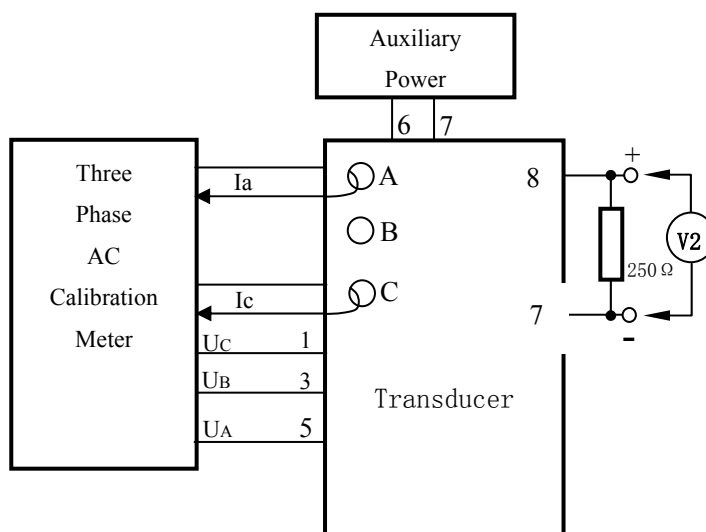 Auxiliary
Power
6 7
Three
Phase
AC
Calibration
Meter
Ia
A
B
Ic
C
UC 1
UB 3
UA 5
Transducer
8
7
+
-
250Ω
V2